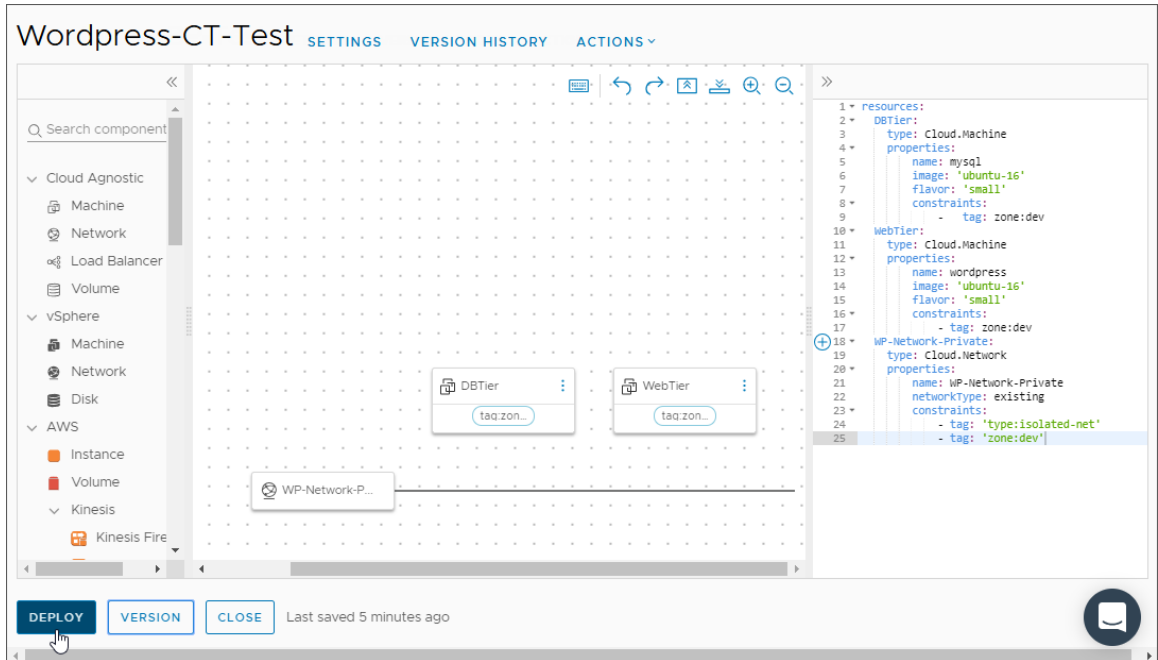 Wordpress-CT-Test SETTINGS VERSION HISTORY ACTIONS
Search component
Cloud Agnostic
Machine
Network
Load Balancer
Volume
vSphere
Machine
Network
Disk
AWS
Instance
Volume
Kinesis
Kinesis Fire
DBTier
tag:zon...
WebTier
tag:zon...
WP-Network-P...
1 resources:
2 DBTier:
3 type: Cloud.Machine
4 properties:
5 name: mysql
6 image: 'ubuntu-16'
7 flavor: 'small'
8 constraints:
9 - tag: zone:dev
10 WebTier:
11 type: Cloud.Machine
12 properties:
13 name: wordpress
14 image: 'ubuntu-16'
15 flavor: 'small'
16 constraints:
17 - tag: zone:dev
18 WP-Network-Private:
19 type: Cloud.Network
20 properties:
21 name: WP-Network-Private
22 networkType: existing
23 constraints:
24 - tag: 'type:isolated-net'
25 - tag: 'zone:dev'
DEPLOY VERSION CLOSE Last saved 5 minutes ago